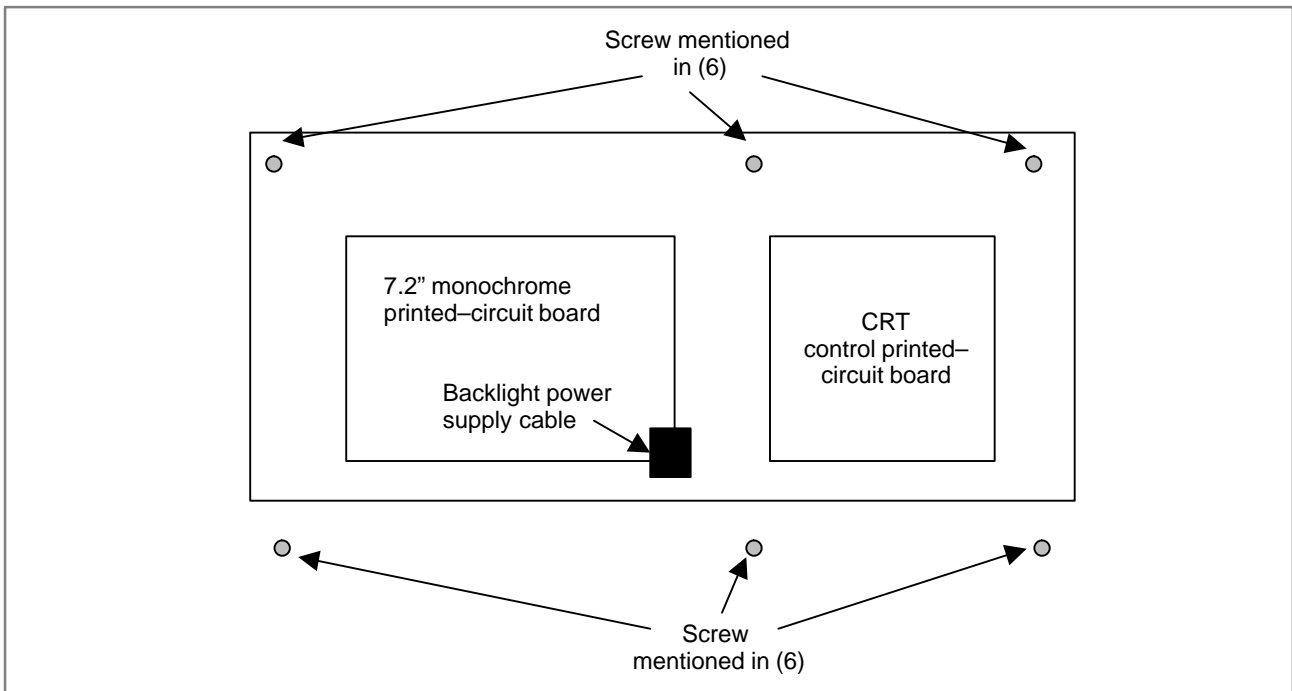 Screw mentioned
in (6)
7.2” monochrome
printed–circuit board
CRT
control printed–
circuit board
Backlight power
supply cable
Screw
mentioned in (6)